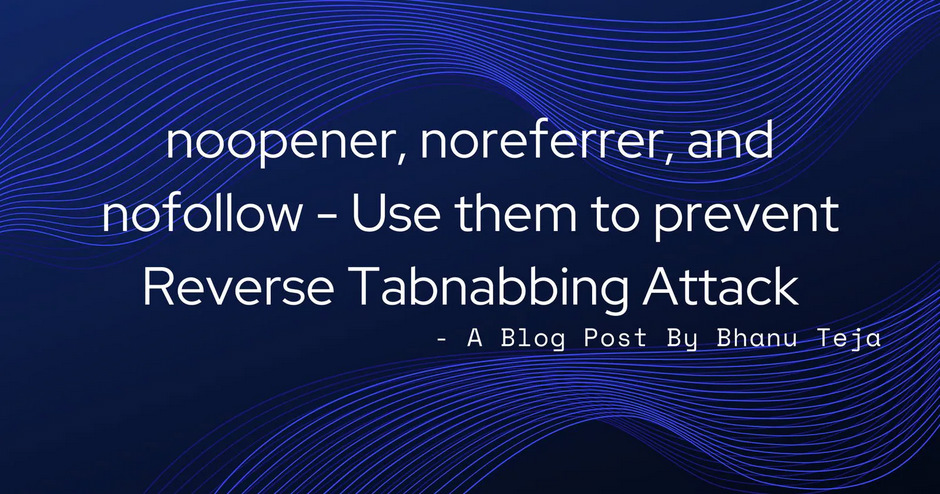 noopener, noreferrer, and
nofollow - Use them to prevent
Reverse Tabnabbing Attack
- A Blog Post By Bhanu Teja